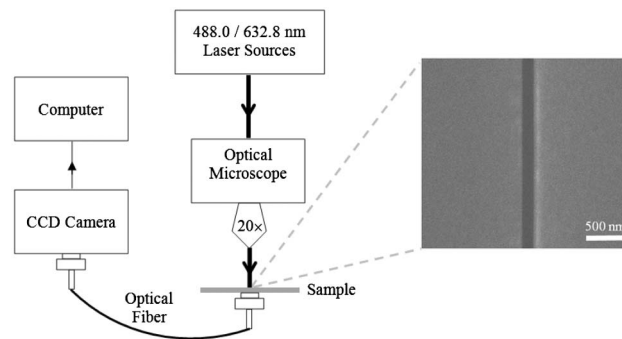 488.0 / 632.8 nm
Laser Sources
Computer
Optical
Microscope
CCD Camera
20×
500 nm
Sample
Optical
Fiber